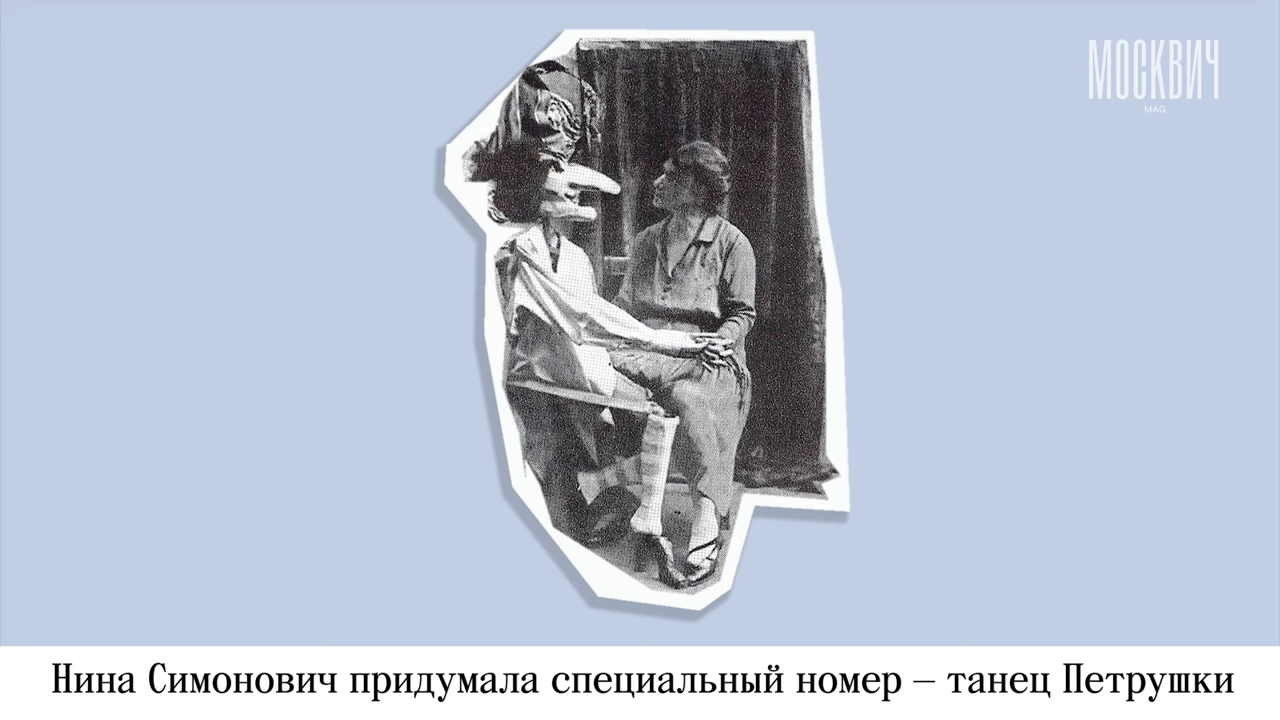 МОСКВИЧ
MAG
Нина Симонович придумала специальный номер – танец Петрушки